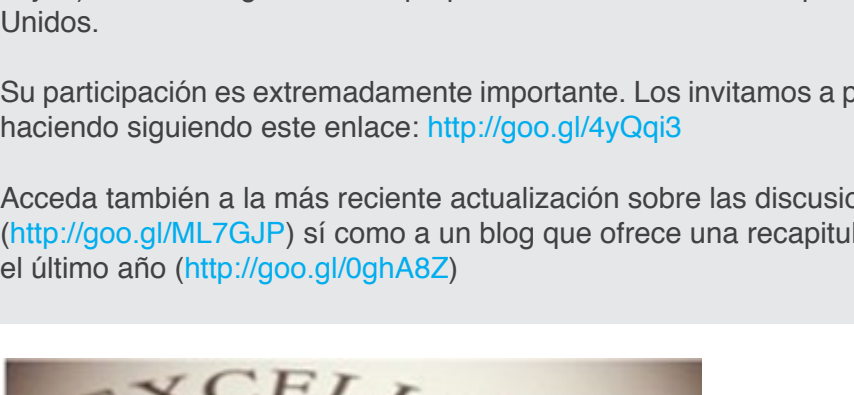 Unidos.
Su participación es extremadamente importante. Los invitamos a
haciendo siguiendo este enlace: http://goo.gl/4yQqi3
Acceda también a la más reciente actualización sobre las
(http://goo.gl/ML7GJP) sí como a un blog que ofrece una
el último año (http://goo.gl/0ghA8Z)